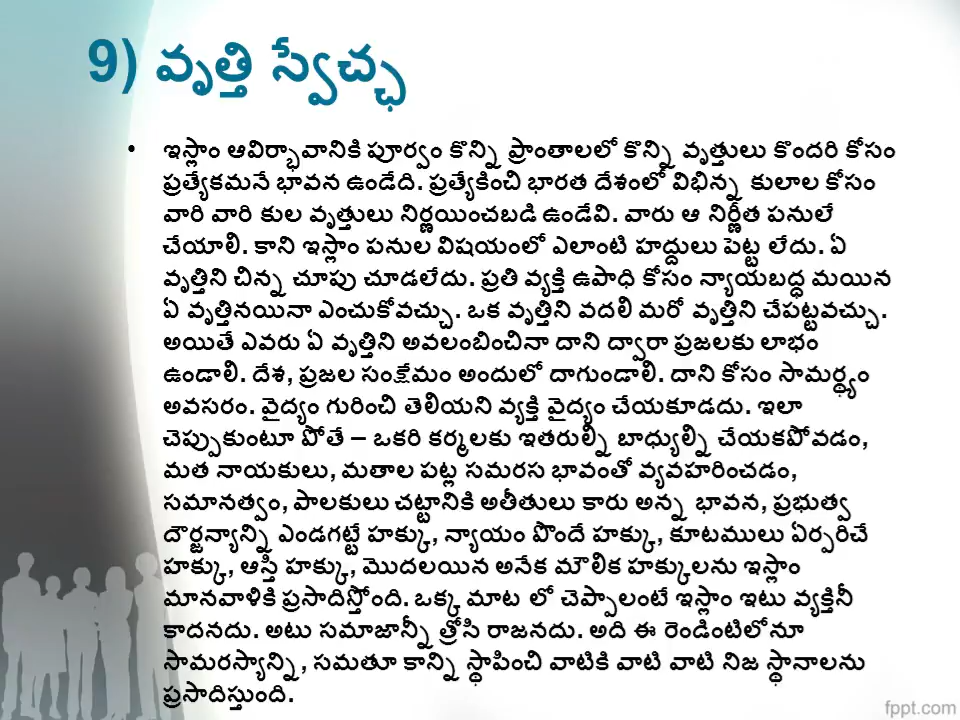 9) వృత్తి స్వేచ్ఛ
• ఇస్లాం ఆవిర్భావానికి పూర్వం కొన్ని ప్రాంతాలలో కొన్ని వృత్తులు కొందరి కోసం
ప్రత్యేకమనే భావన ఉండేది. ప్రత్యేకించి భారత దేశంలో విభిన్న కులాల కోసం
వారి వారి కుల వృత్తులు నిర్ణయించబడి ఉండేవి. వారు ఆ నిర్ణీత పనులే
చేయాలి. కాని ఇస్లాం పనుల విషయంలో ఎలాంటి హద్దులు పెట్ట లేదు. ఏ
వృత్తిని చిన్న చూపు చూడలేదు. ప్రతి వ్యక్తి ఉపాధి కోసం న్యాయబద్ధ మయిన
ఏ వృత్తినయినా ఎంచుకోవచ్చు. ఒక వృత్తిని వదలి మరో వృత్తిని చేపట్టవచ్చు.
అయితే ఎవరు ఏ వృత్తిని అవలంబించినా దాని ద్వారా ప్రజలకు లాభం
ఉండాలి. దేశ, ప్రజల సంక్షేమం అందులో దాగుండాలి. దాని కోసం సామర్థ్యం
అవసరం. వైద్యం గురించి తెలియని వ్యక్తి వైద్యం చేయకూడదు. ఇలా
చెప్పుకుంటూ పోతే – ఒకరి కర్మలకు ఇతరుల్ని బాధ్యుల్ని చేయకపోవడం,
మత నాయకులు, మతాల పట్ల సమరస భావంతో వ్యవహరించడం,
సమానత్వం, పాలకులు చట్టానికి అతీతులు కారు అన్న భావన, ప్రభుత్వ
దౌర్జన్యాన్ని ఎండగట్టే హక్కు, న్యాయం పొందే హక్కు, కూటములు ఏర్పరిచే
హక్కు, ఆస్తి హక్కు, మొదలయిన అనేక మౌలిక హక్కులను ఇస్లాం
మానవాళికి ప్రసాదిస్తోంది. ఒక్క మాట లో చెప్పాలంటే ఇస్లాం ఇటు వ్యక్తినీ
కాదనదు. అటు సమాజాన్నీ త్రోసి రాజనదు. అది ఈ రెండింటిలోనూ
సామరస్యాన్ని, సమతూ కాన్ని స్థాపించి వాటికి వాటి వాటి నిజ స్థానాలను
ప్రసాదిస్తుంది.
fppt.com